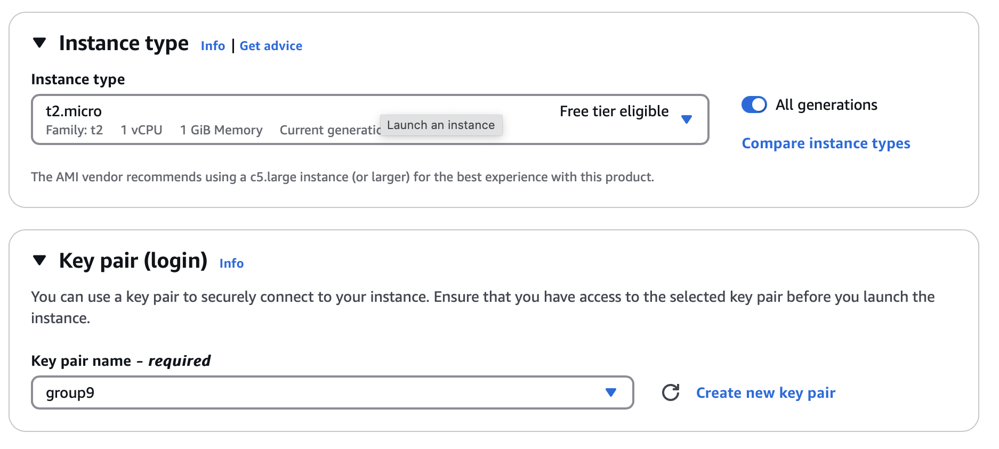 Instance type Info | Get advice
Instance type
t2.micro Free tier eligible
Family: t2 1 vCPU 1 GiB Memory Current
Launch an instance
All generations
Compare instance types
The AMI vendor recommends using a c5.large instance (or larger) for the best experience with this product.
Key pair (login) Info
You can use a key pair to securely connect to your instance. Ensure that you have access to the selected key pair before you launch the
instance.
Key pair name - required
group9
Create new key pair